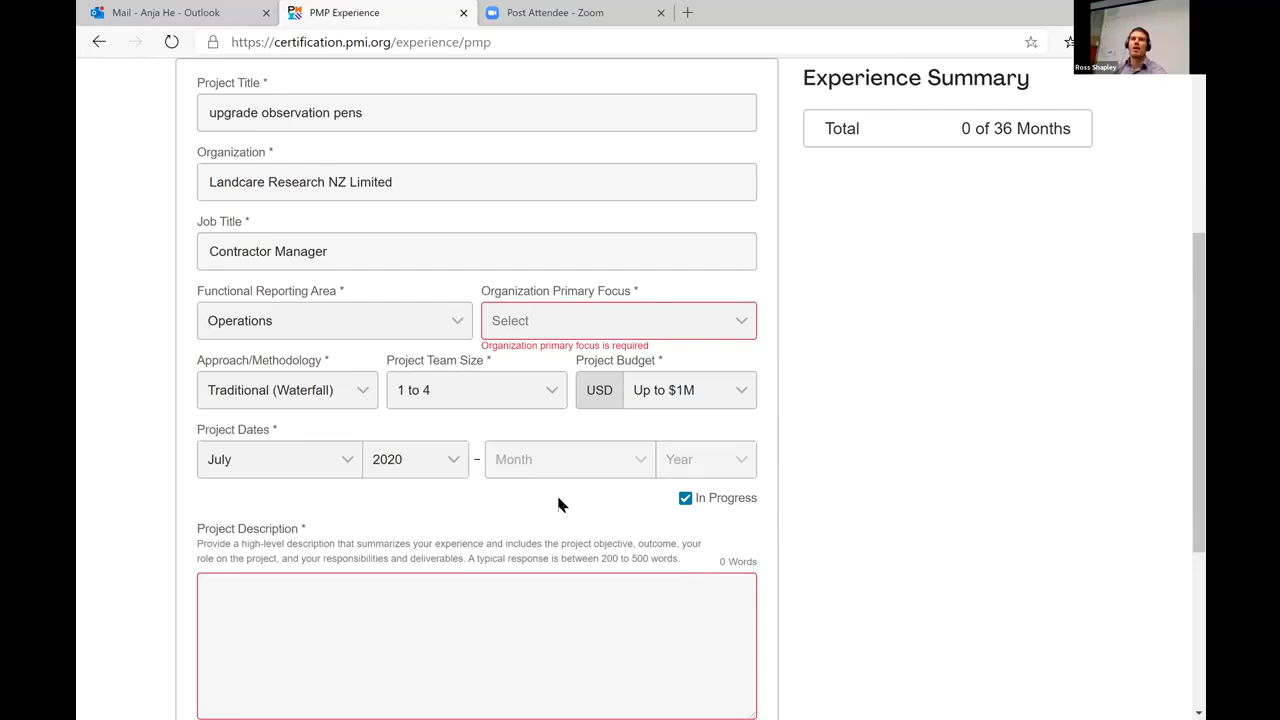 Mail - Anja He - Outlook
PMP Experience
Post Attendee - Zoom
https://certification.pmi.org/experience/pmp
Ross Shapley
Project Title *
upgrade observation pens
Organization *
Landcare Research NZ Limited
Job Title *
Contractor Manager
Functional Reporting Area * Organization Primary Focus *
Operations Select
Organization primary focus is required
Approach/Methodology * Project Team Size * Project Budget *
Traditional (Waterfall) 1 to 4 USD Up to $1M
Project Dates *
July 2020 – Month Year
In Progress
Project Description *
Provide a high-level description that summarizes your experience and includes the project objective, outcome, your
role on the project, and your responsibilities and deliverables. A typical response is between 200 to 500 words.
0 Words
Experience Summary
Total 0 of 36 Months